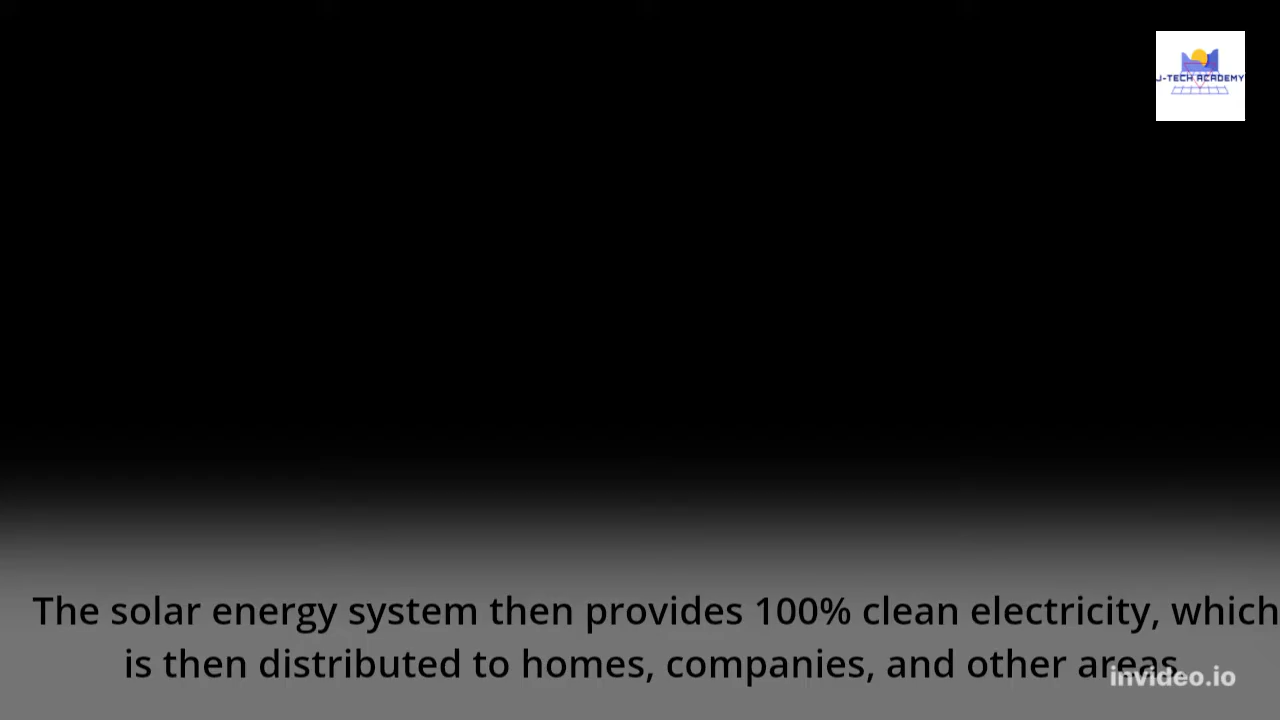 J-TECH ACADEMY
The solar energy system then provides 100% clean electricity, which
is then distributed to homes, companies, and other areas
invideo.io